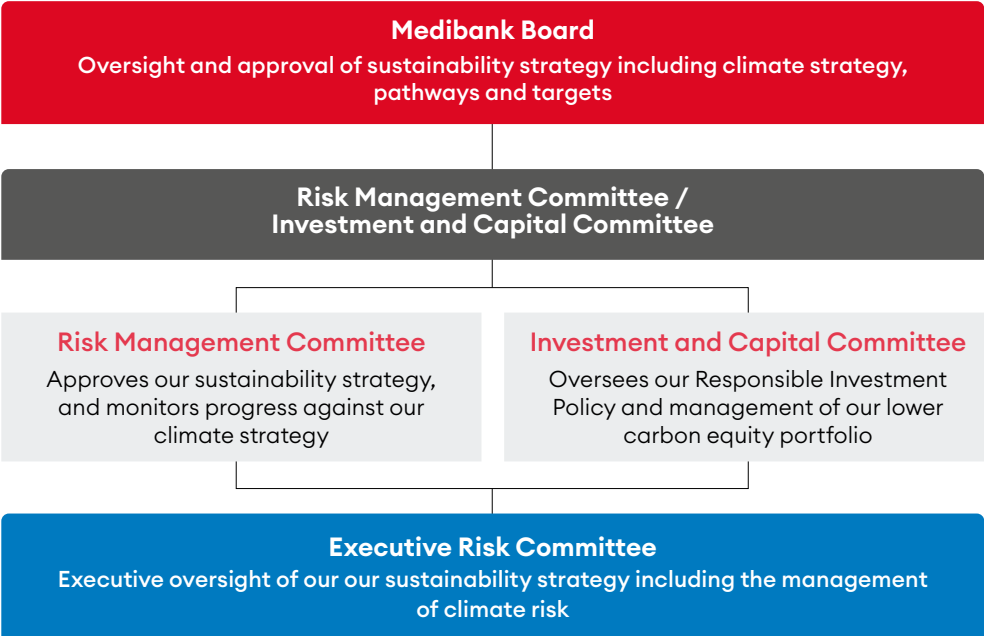 Medibank Board
Oversight and approval of sustainability strategy including climate strategy,
pathways and targets
Risk Management Committee /
Investment and Capital Committee
Risk Management Committee
Approves our sustainability strategy,
and monitors progress against our
climate strategy
Investment and Capital Committee
Oversees our Responsible Investment
Policy and management of our lower
carbon equity portfolio
Executive Risk Committee
Executive oversight of our our sustainability strategy including the management
of climate risk